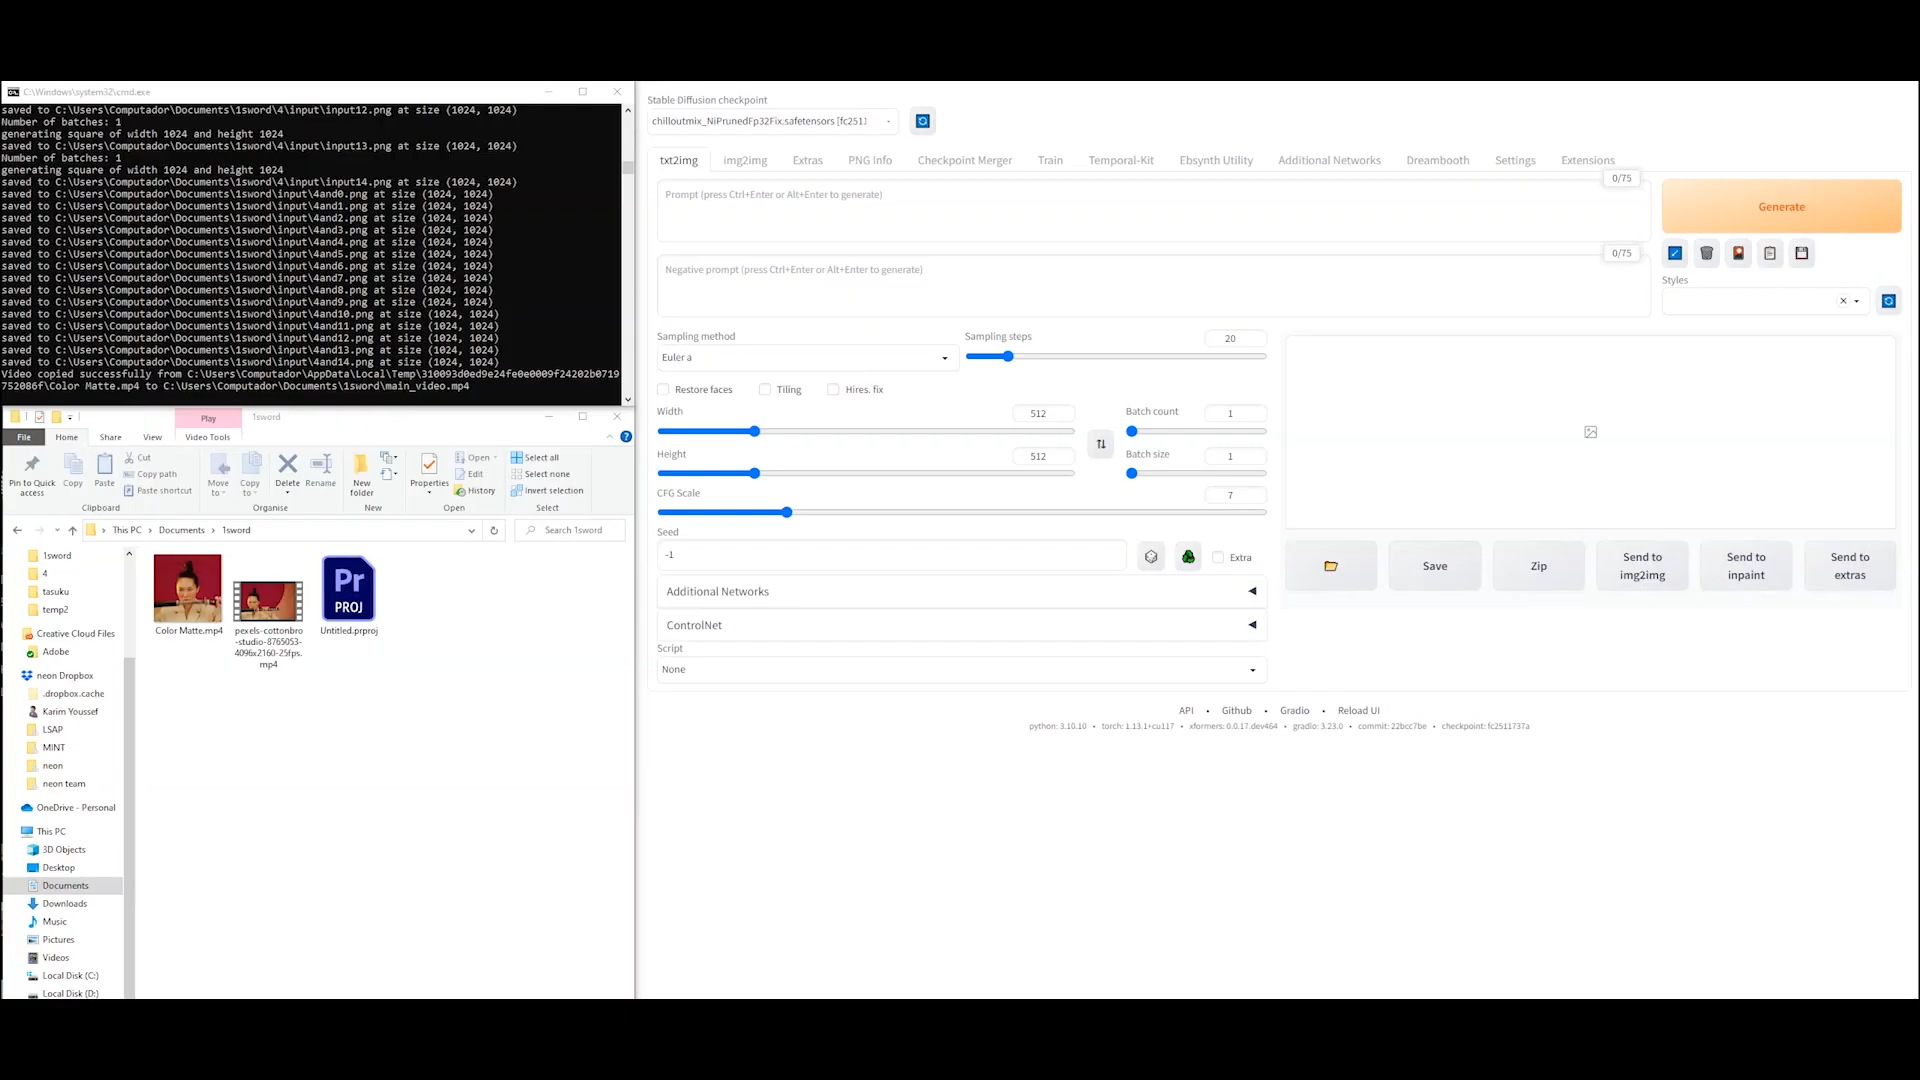 C:\Windows\system32\cmd.exe
saved to C:\Users\Computador\Documents\1sword\4\input\input12.png at size (1024, 1024)
Number of batches: 1
generating square of width 1024 and height 1024
saved to C:\Users\Computador\Documents\1sword\4\input\input13.png at size (1024, 1024)
Number of batches: 1
generating square of width 1024 and height 1024
saved to C:\Users\Computador\Documents\1sword\4\input\input14.png at size (1024, 1024)
saved to C:\Users\Computador\Documents\1sword\input\4and0.png at size (1024, 1024)
saved to C:\Users\Computador\Documents\1sword\input\4and1.png at size (1024, 1024)
saved to C:\Users\Computador\Documents\1sword\input\4and2.png at size (1024, 1024)
saved to C:\Users\Computador\Documents\1sword\input\4and3.png at size (1024, 1024)
saved to C:\Users\Computador\Documents\1sword\input\4and4.png at size (1024, 1024)
saved to C:\Users\Computador\Documents\1sword\input\4and5.png at size (1024, 1024)
saved to C:\Users\Computador\Documents\1sword\input\4and6.png at size (1024, 1024)
saved to C:\Users\Computador\Documents\1sword\input\4and7.png at size (1024, 1024)
saved to C:\Users\Computador\Documents\1sword\input\4and8.png at size (1024, 1024)
saved to C:\Users\Computador\Documents\1sword\input\4and9.png at size (1024, 1024)
saved to C:\Users\Computador\Documents\1sword\input\4and10.png at size (1024, 1024)
saved to C:\Users\Computador\Documents\1sword\input\4and11.png at size (1024, 1024)
saved to C:\Users\Computador\Documents\1sword\input\4and12.png at size (1024, 1024)
saved to C:\Users\Computador\Documents\1sword\input\4and13.png at size (1024, 1024)
saved to C:\Users\Computador\Documents\1sword\input\4and14.png at size (1024, 1024)
Video copied successfully from C:\Users\Computador\AppData\Local\Temp\310093d0ed9e24fe0e0009f24202b0719
752086f\Color Matte.mp4 to C:\Users\Computador\Documents\1sword\main_video.mp4
Play 1sword
File Home Share View Video Tools
Pin to Quick access
Copy
Paste
Cut
Copy path
Paste shortcut
Move to
Copy to
Delete
Rename
New folder
Properties
Open
Edit
History
Select all
Select none
Invert selection
Clipboard Organise New Open Select
This PC > Documents > 1sword
Search 1sword
1sword
4
tasuku
temp2
Creative Cloud Files
Adobe
neon Dropbox
.dropbox.cache
Karim Youssef
LSAP
MINT
neon
neon team
OneDrive - Personal
This PC
3D Objects
Desktop
Documents
Downloads
Music
Pictures
Videos
Local Disk (C:)
Local Disk (D:)
Pr
PROJ
Color Matte.mp4
pexels-cottonbro
-studio-8765053-
4096x2160-25fps.
mp4
Untitled.prproj
Stable Diffusion checkpoint
chilloutmix_NiPrunedFp32Fix.safetensors [fc2511
txt2img img2img Extras PNG Info Checkpoint Merger Train Temporal-Kit Ebsynth Utility Additional Networks Dreambooth Settings Extensions
0/75
Prompt (press Ctrl+Enter or Alt+Enter to generate)
Generate
0/75
Negative prompt (press Ctrl+Enter or Alt+Enter to generate)
Styles
Sampling method
Euler a
Sampling steps
20
Restore faces Tiling Hires. fix
Width 512
Batch count 1
Height 512
Batch size 1
CFG Scale 7
Seed
-1
Extra
Additional Networks
ControlNet
Script
None
Save
Zip
Send to img2img
Send to inpaint
Send to extras
API • Github • Gradio • Reload UI
python: 3.10.10 • torch: 1.13.1+cu117 • xformers: 0.0.17.dev464 • gradio: 3.23.0 • commit: 22bcc7be • checkpoint: fc2511737a